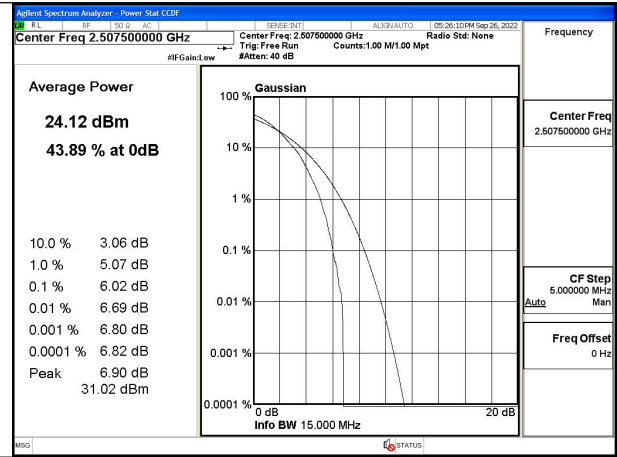 Agilent Spectrum Analyzer - Power Stat CCDF
RL RF 50 Ω AC SENSE:INT ALIGN AUTO 05:26:10 PM Sep 26, 2022
Center Freq 2.507500000 GHz
Center Freq: 2.507500000 GHz Radio Std: None
Trig: Free Run Counts:1.00 M/1.00 Mpt
#IFGain:Low #Atten: 40 dB
Frequency
Average Power
24.12 dBm
43.89 % at 0dB
10.0 % 3.06 dB
1.0 % 5.07 dB
0.1 % 6.02 dB
0.01 % 6.69 dB
0.001 % 6.80 dB
0.0001 % 6.82 dB
Peak 6.90 dB
31.02 dBm
Gaussian
100 %
10 %
1 %
0.1 %
0.01 %
0.001 %
0.0001 %
0 dB 20 dB
Info BW 15.000 MHz
Center Freq
2.507500000 GHz
CF Step
5.000000 MHz
Auto Man
Freq Offset
0 Hz
MSG STATUS